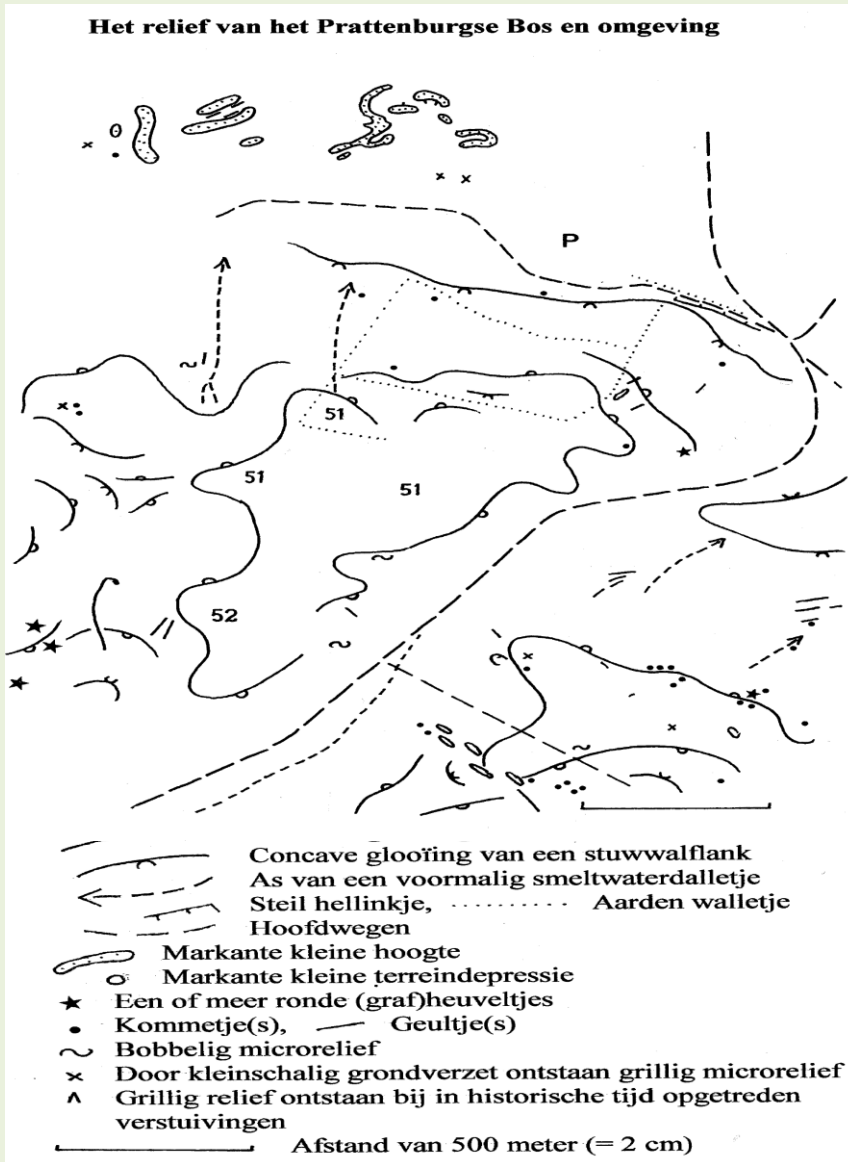 Het relief van het Prattenburgse Bos en omgeving
P
51
51
51
52
Concave glooïing van een stuwwalflank
As van een voormalig smeltwaterdalletje
Steil hellinkje, .......... Aarden walletje
Hoofdwegen
Markante kleine hoogte
Markante kleine terreindepressie
Een of meer ronde (graf)heuveltjes
Kommetje(s), Geultje(s)
Bobbelig microrelief
Door kleinschalig grondverzet ontstaan grillig microrelief
Grillig relief ontstaan bij in historische tijd opgetreden
verstuivingen
Afstand van 500 meter (= 2 cm)